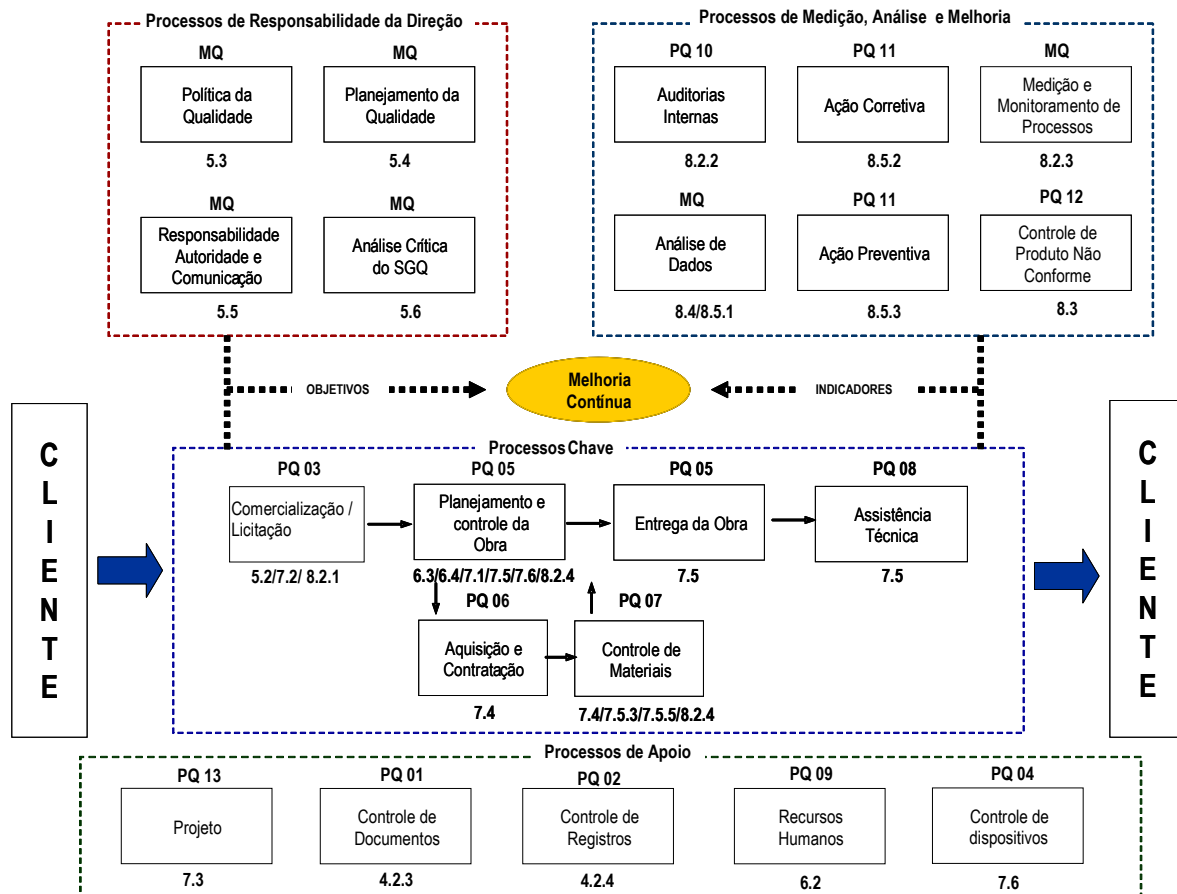 Processos de Responsabilidade da Direção
MQ
Política da
Qualidade
5.3
MQ
Planejamento da
Qualidade
5.4
MQ
Responsabilidade
Autoridade e
Comunicação
5.5
MQ
Análise Crítica
do SGQ
5.6
Processos de Medição, Análise e Melhoria
PQ 10
Auditorias
Internas
8.2.2
PQ 11
Ação Corretiva
8.5.2
MQ
Medição e
Monitoramento de
Processos
8.2.3
MQ
Análise de
Dados
8.4/8.5.1
PQ 11
Ação Preventiva
8.5.3
PQ 12
Controle de
Produto Não
Conforme
8.3
OBJETIVOS
Melhoria
Contínua
INDICADORES
CLIENTE
Processos Chave
PQ 03
Comercialização /
Licitação
5.2/7.2/ 8.2.1
PQ 05
Planejamento e
controle da
Obra
6.3/6.4/7.1/7.5/7.6/8.2.4
PQ 05
Entrega da Obra
7.5
PQ 08
Assistência
Técnica
7.5
PQ 06
Aquisição e
Contratação
7.4
PQ 07
Controle de
Materiais
7.4/7.5.3/7.5.5/8.2.4
CLIENTE
Processos de Apoio
PQ 13
Projeto
7.3
PQ 01
Controle de
Documentos
4.2.3
PQ 02
Controle de
Registros
4.2.4
PQ 09
Recursos
Humanos
6.2
PQ 04
Controle de
dispositivos
7.6